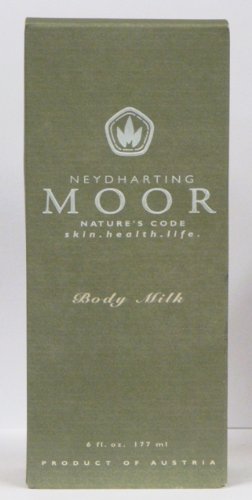 NEYDHARTING
MOOR
NATURE'S CODE
skin.health.life.
Body Milk
6 fl. oz. 177 ml
PRODUCT OF AUSTRIA